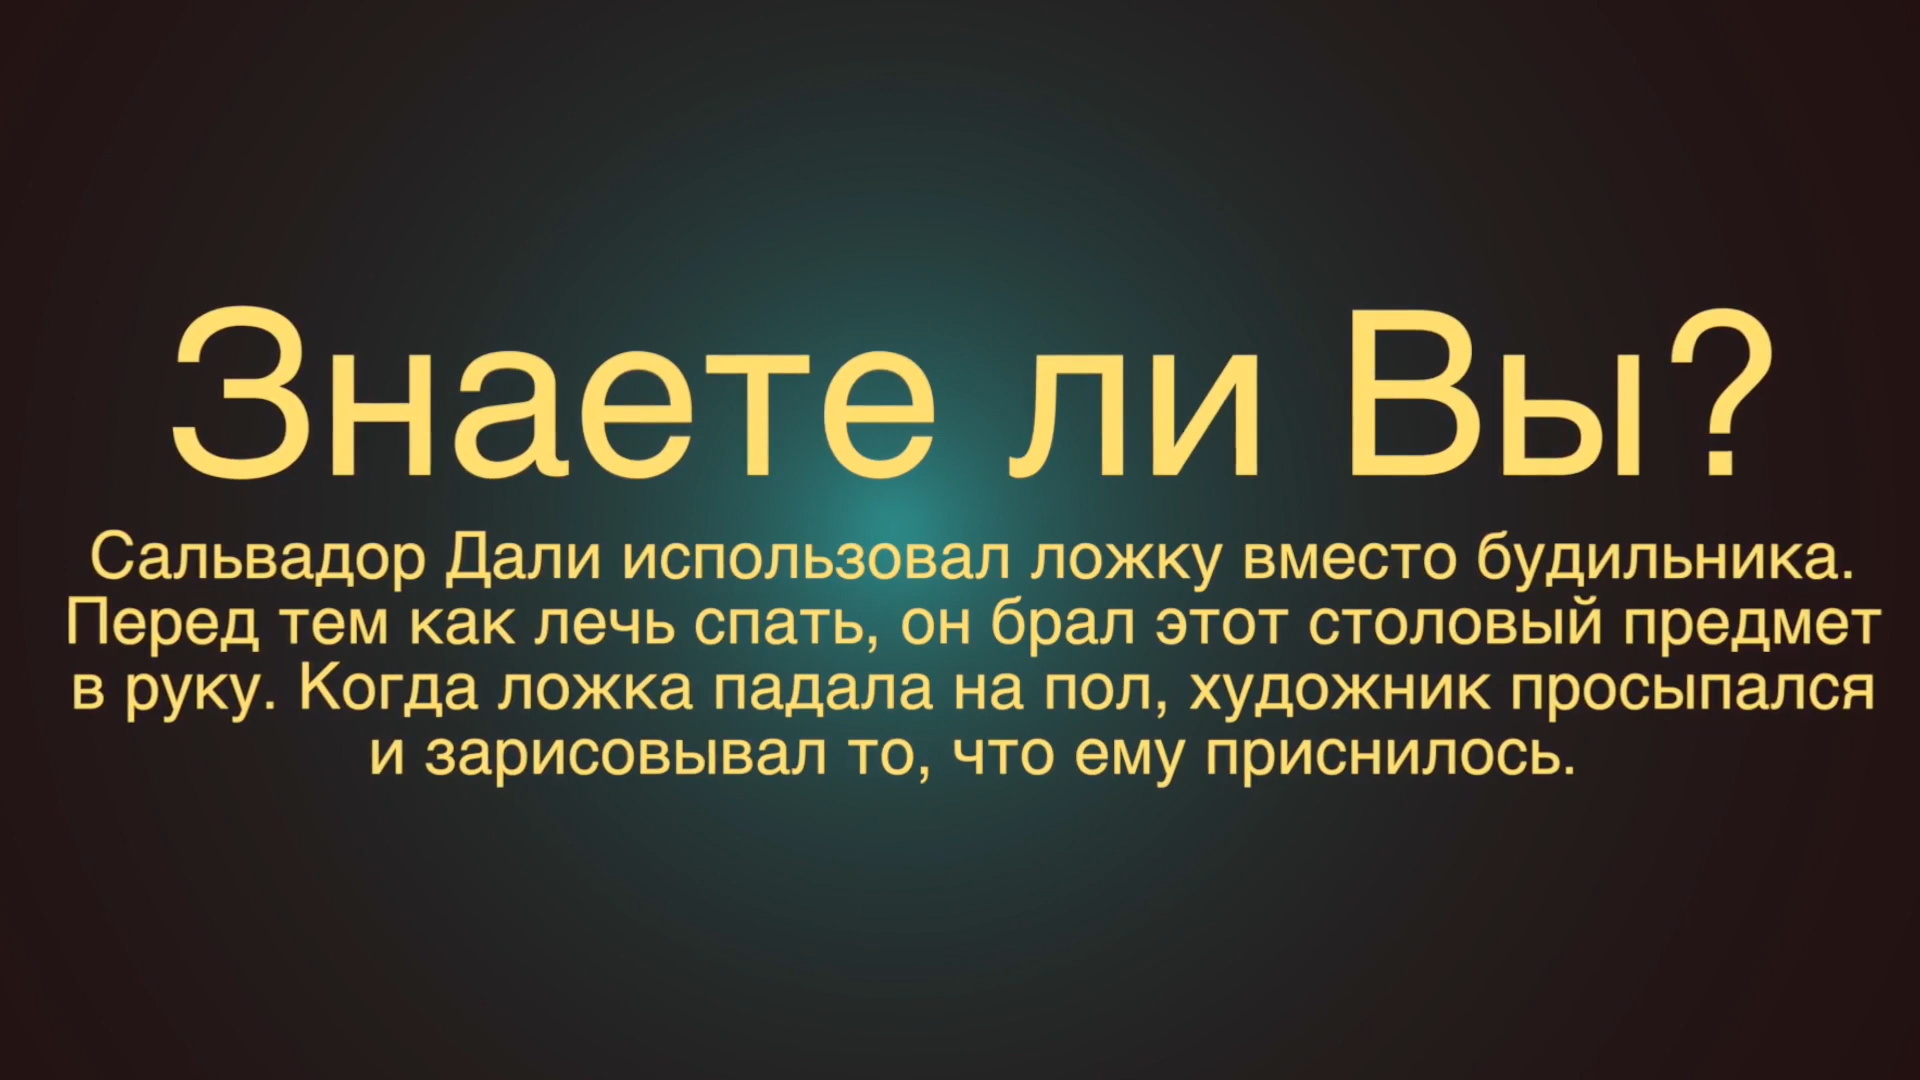 Знаете ли Вы?
Сальвадор Дали использовал ложку вместо будильника.
Перед тем как лечь спать, он брал этот столовый предмет
в руку. Когда ложка падала на пол, художник просыпался
и зарисовывал то, что ему приснилось.